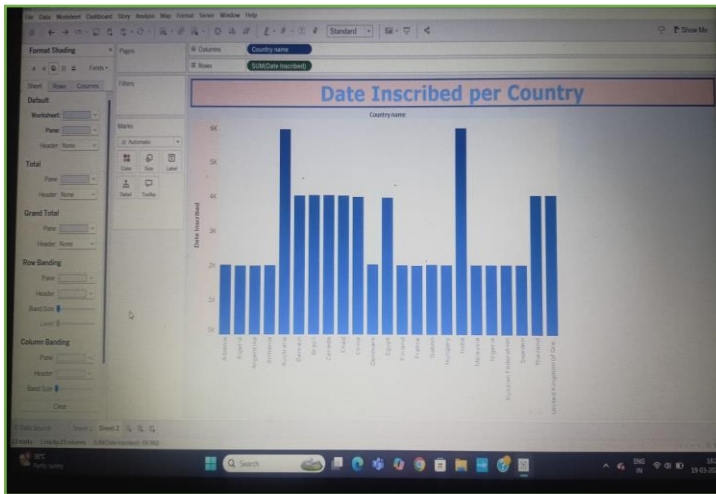 File Data Worksheet Dashboard Story Analysis Map Format Server Window Help
Standard
Show Me
Format Shading
Fields
Sheet Rows Columns
Default
Worksheet:
Pane:
Header: None
Total
Pane:
Header: None
Grand Total
Pane:
Header: None
Row Banding
Pane:
Header:
Band Size:
Level:
Column Banding
Pane:
Header:
Band Size:
Clear
Pages
Filters
Marks
Automatic
Color Size Label
Detail Tooltip
Columns Country name
Rows SUM(Date Inscribed)
Date Inscribed per Country
Country name
Date Inscribed
6K
5K
4K
3K
2K
1K
0K
Albania
Algeria
Argentina
Armenia
Australia
Bahrain
Brazil
Canada
Chad
China
Denmark
Egypt
Finland
France
Gabon
Hungary
India
Malaysia
Nigeria
Russian Federation
Sweden
Thailand
Data Source Sheet 1 Sheet 2
Partly sunny
Search
ENG
IN